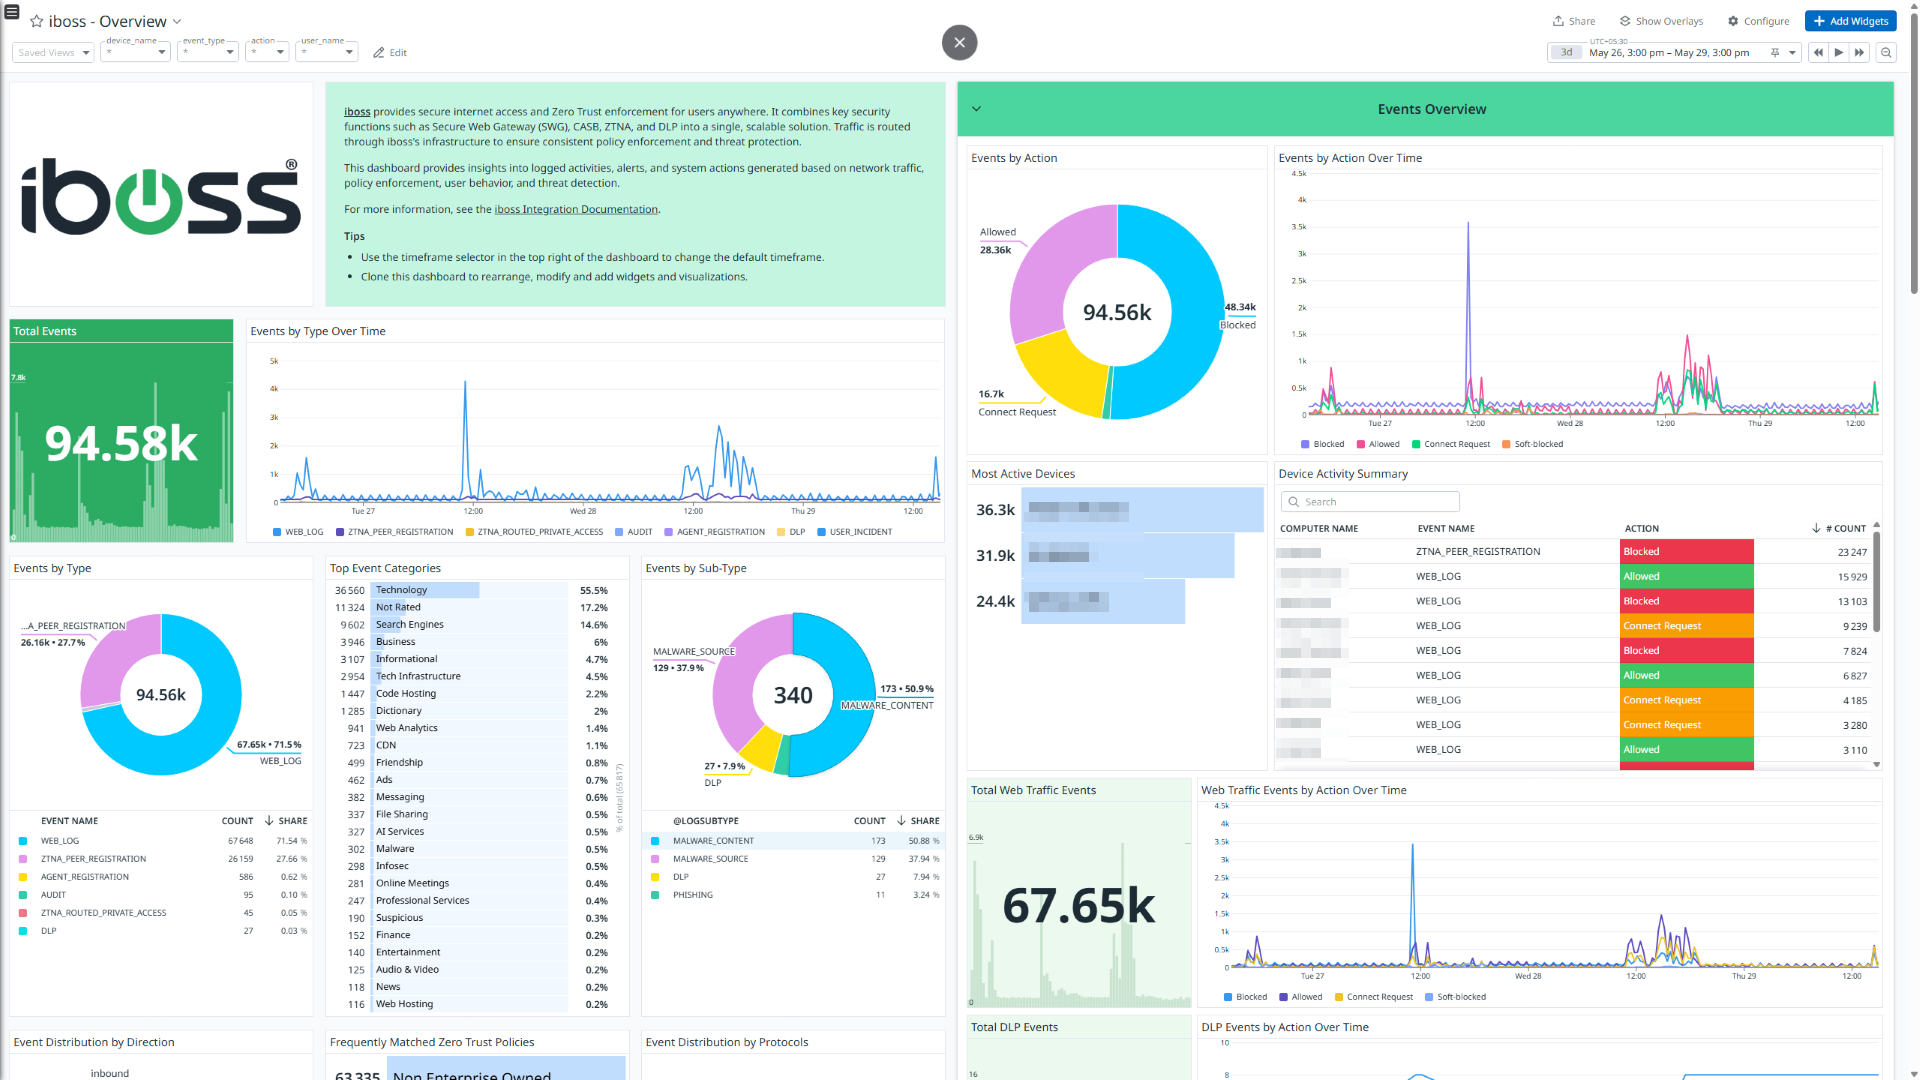 iboss - Overview
Share
Show Overlays
Configure
Add Widgets
Saved Views
device_name
*
event_type
*
action
*
user_name
*
Edit
UTC+05:30
3d
May 26, 3:00 pm – May 29, 3:00 pm
iboss®
iboss provides secure internet access and Zero Trust enforcement for users anywhere. It combines key security
functions such as Secure Web Gateway (SWG), CASB, ZTNA, and DLP into a single, scalable solution. Traffic is routed
through iboss's infrastructure to ensure consistent policy enforcement and threat protection.
This dashboard provides insights into logged activities, alerts, and system actions generated based on network traffic,
policy enforcement, user behavior, and threat detection.
For more information, see the iboss Integration Documentation.
Tips
• Use the timeframe selector in the top right of the dashboard to change the default timeframe.
• Clone this dashboard to rearrange, modify and add widgets and visualizations.
Total Events
7.8k
94.58k
0
Events by Type Over Time
5k
4k
3k
2k
1k
0
Tue 27
12:00
Wed 28
12:00
Thu 29
12:00
WEB_LOG
ZTNA_PEER_REGISTRATION
ZTNA_ROUTED_PRIVATE_ACCESS
AUDIT
AGENT_REGISTRATION
DLP
USER_INCIDENT
Events by Type
...A_PEER_REGISTRATION
26.16k • 27.7%
94.56k
67.65k • 71.5%
WEB_LOG
EVENT NAME COUNT SHARE
WEB_LOG 67 648 71.54 %
ZTNA_PEER_REGISTRATION 26 159 27.66 %
AGENT_REGISTRATION 586 0.62 %
AUDIT 95 0.10 %
ZTNA_ROUTED_PRIVATE_ACCESS 45 0.05 %
DLP 27 0.03 %
Top Event Categories
36 560 Technology 55.5%
11 324 Not Rated 17.2%
9 602 Search Engines 14.6%
3 946 Business 6%
3 107 Informational 4.7%
2 954 Tech Infrastructure 4.5%
1 447 Code Hosting 2.2%
1 285 Dictionary 2%
941 Web Analytics 1.4%
723 CDN 1.1%
499 Friendship 0.8%
462 Ads 0.7%
382 Messaging 0.6%
337 File Sharing 0.5%
327 AI Services 0.5%
302 Malware 0.5%
298 Infosec 0.5%
281 Online Meetings 0.4%
247 Professional Services 0.4%
190 Suspicious 0.3%
152 Finance 0.2%
140 Entertainment 0.2%
125 Audio & Video 0.2%
118 News 0.2%
116 Web Hosting 0.2%
% of total (65 817)
Events by Sub-Type
MALWARE_SOURCE
129 • 37.9%
340
173 • 50.9%
MALWARE_CONTENT
27 • 7.9%
DLP
@LOGSUBTYPE COUNT SHARE
MALWARE_CONTENT 173 50.88 %
MALWARE_SOURCE 129 37.94 %
DLP 27 7.94 %
PHISHING 11 3.24 %
Event Distribution by Direction
inbound
Frequently Matched Zero Trust Policies
63 335 Non Enterprise Owned
Event Distribution by Protocols
Events Overview
Events by Action
Allowed
28.36k
94.56k
48.34k
Blocked
16.7k
Connect Request
Events by Action Over Time
4.5k
4k
3.5k
3k
2.5k
2k
1.5k
1k
0.5k
0
Tue 27
12:00
Wed 28
12:00
Thu 29
12:00
Blocked
Allowed
Connect Request
Soft-blocked
Most Active Devices
36.3k
31.9k
24.4k
Device Activity Summary
Search
COMPUTER NAME EVENT NAME ACTION # COUNT
ZTNA_PEER_REGISTRATION Blocked 23 247
WEB_LOG Allowed 15 929
WEB_LOG Blocked 13 103
WEB_LOG Connect Request 9 239
WEB_LOG Blocked 7 824
WEB_LOG Allowed 6 827
WEB_LOG Connect Request 4 185
WEB_LOG Connect Request 3 280
WEB_LOG Allowed 3 110
Total Web Traffic Events
6.9k
67.65k
0
Web Traffic Events by Action Over Time
4.5k
4k
3.5k
3k
2.5k
2k
1.5k
1k
0.5k
0
Tue 27
12:00
Wed 28
12:00
Thu 29
12:00
Blocked
Allowed
Connect Request
Soft-blocked
Total DLP Events
16
DLP Events by Action Over Time
10
8